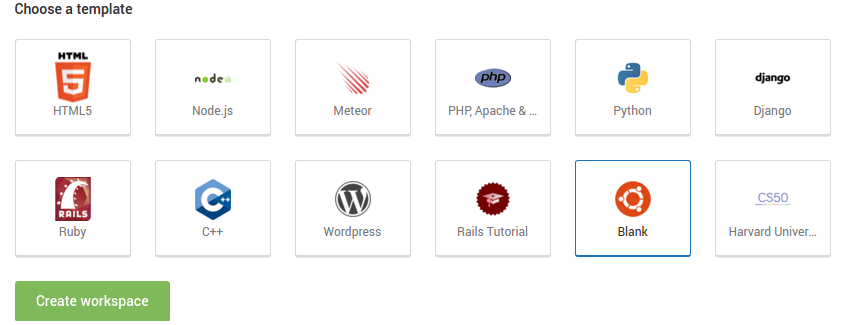 Choose a template
HTML
5
HTML5
node
Node.js
Meteor
php
PHP, Apache & ...
Python
django
Django
RAILS
Ruby
C++
C++
W
Wordpress
Rails Tutorial
Blank
CS50
Harvard Univer...
Create workspace